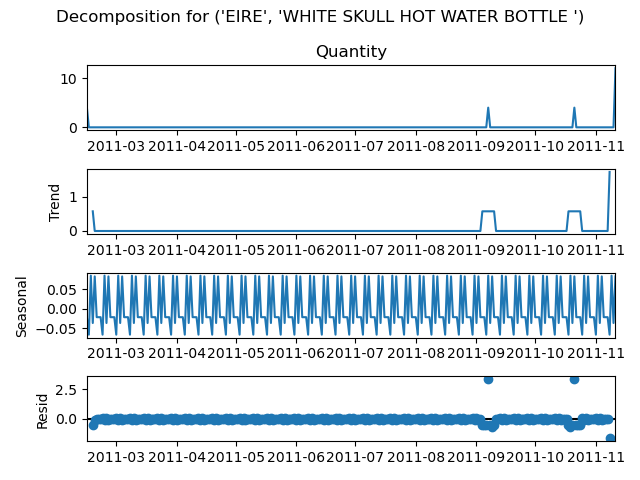 Decomposition for ('EIRE', 'WHITE SKULL HOT WATER BOTTLE ')
Quantity
10
0
2011-03 2011-04 2011-05 2011-06 2011-07 2011-08 2011-09 2011-10 2011-11
Trend
1
0
2011-03 2011-04 2011-05 2011-06 2011-07 2011-08 2011-09 2011-10 2011-11
Seasonal
0.05
0.00
−0.05
2011-03 2011-04 2011-05 2011-06 2011-07 2011-08 2011-09 2011-10 2011-11
Resid
2.5
0.0
2011-03 2011-04 2011-05 2011-06 2011-07 2011-08 2011-09 2011-10 2011-11